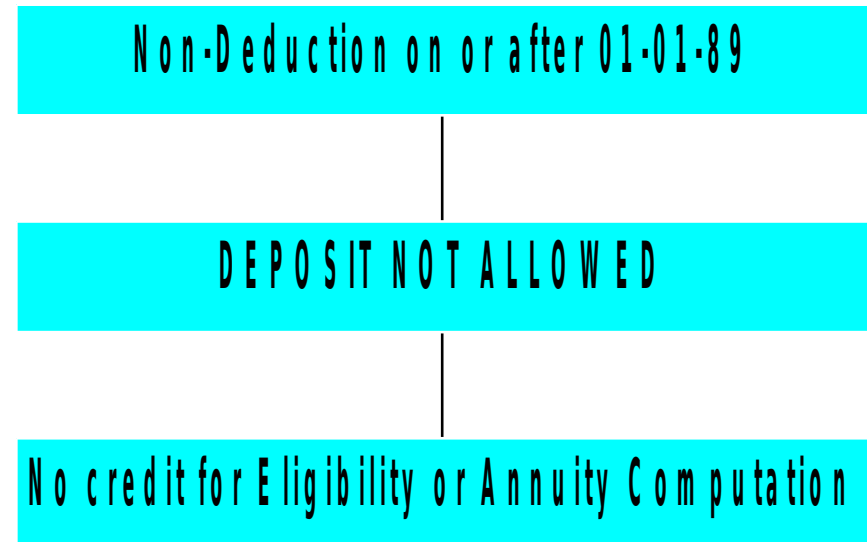 Non-Deduction on or after 01-01-89
DEPOSIT NOT ALLOWED
No credit for Eligibility or Annuity Computation